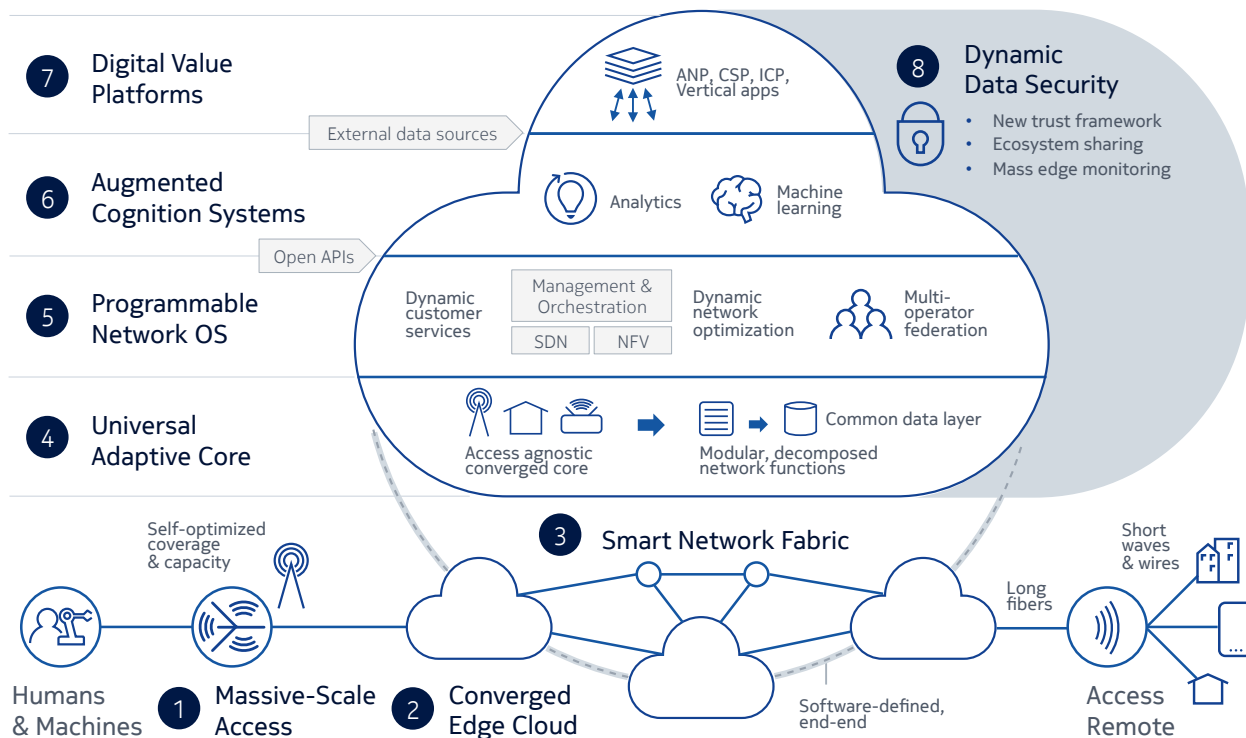 7
Digital Value
Platforms
ANP, CSP, ICP,
Vertical apps
8
Dynamic
Data Security
• New trust framework
• Ecosystem sharing
• Mass edge monitoring
External data sources
6
Augmented
Cognition Systems
Analytics
Machine
learning
Open APIs
5
Programmable
Network OS
Dynamic
customer
services
Management &
Orchestration
SDN
NFV
Dynamic
network
optimization
Multi-
operator
federation
4
Universal
Adaptive Core
Access agnostic
converged core
Modular, decomposed
network functions
Common data layer
Self-optimized
coverage
& capacity
3
Smart Network Fabric
Short
waves
& wires
Long
fibers
Humans
& Machines
1
Massive-Scale
Access
2
Converged
Edge Cloud
Software-defined,
end-end
Access
Remote